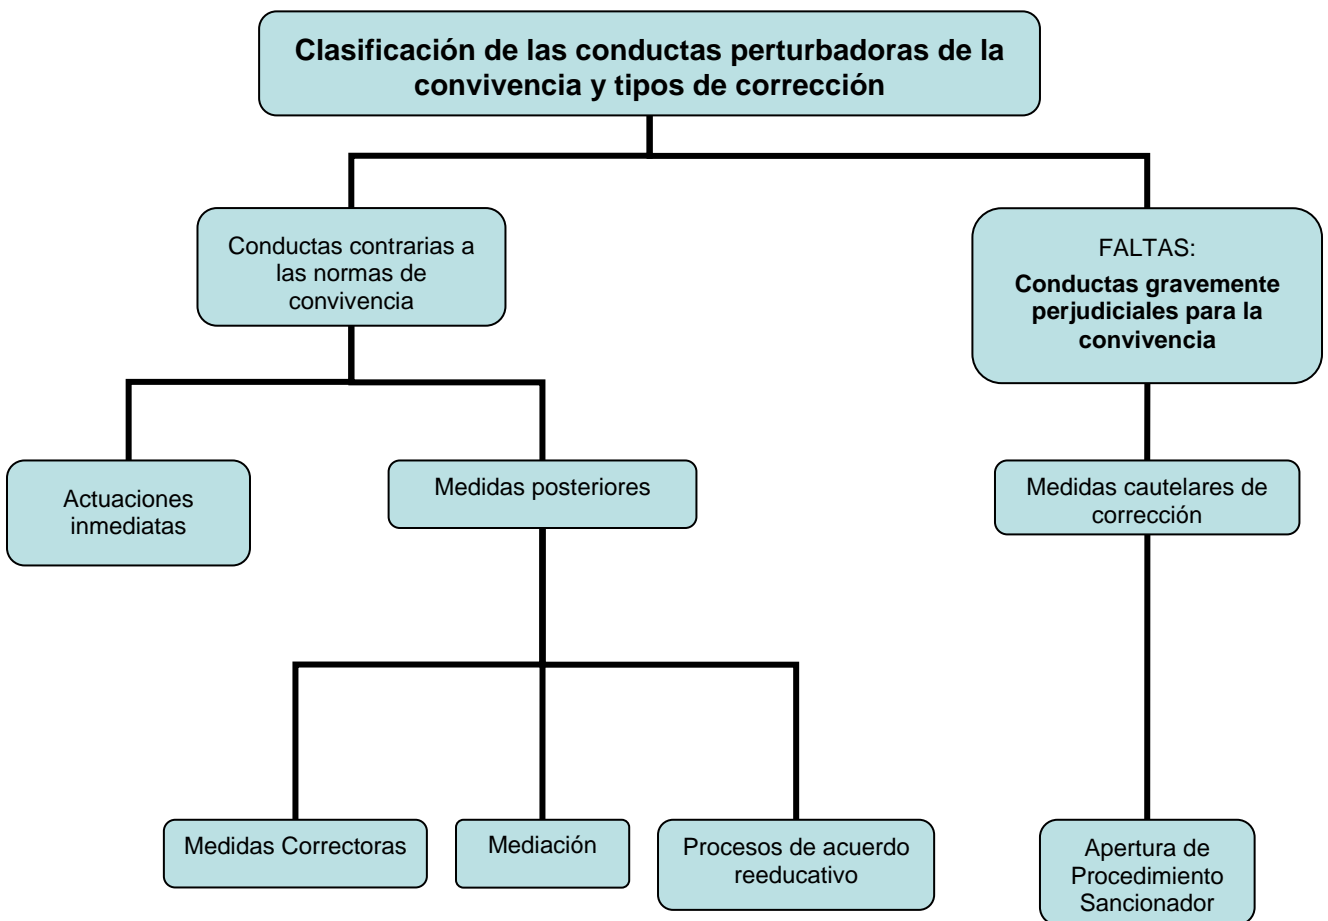 Clasificación de las conductas perturbadoras de la
convivencia y tipos de corrección
Conductas contrarias a
las normas de
convivencia
FALTAS:
Conductas gravemente
perjudiciales para la
convivencia
Actuaciones
inmediatas
Medidas posteriores
Medidas cautelares de
corrección
Medidas Correctoras
Mediación
Procesos de acuerdo
reeducativo
Apertura de
Procedimiento
Sancionador